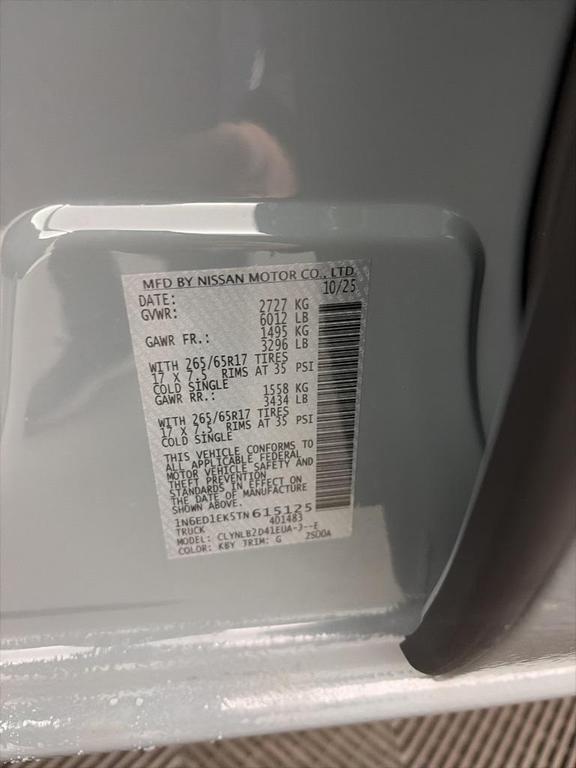 MFD BY NISSAN MOTOR CO., LTD
DATE: 10/25
GVWR: 2727 KG
6012 LB
GAWR FR.: 1495 KG
3296 LB
WITH 265/65R17 TIRES
17 X 7.5 RIMS AT 35 PSI
COLD SINGLE
GAWR RR.: 1558 KG
3434 LB
WITH 265/65R17 TIRES
17 X 7.5 RIMS AT 35 PSI
COLD SINGLE
THIS VEHICLE CONFORMS TO
ALL APPLICABLE FEDERAL
MOTOR VEHICLE SAFETY AND
THEFT PREVENTION
STANDARDS IN EFFECT ON
THE DATE OF MANUFACTURE
SHOWN ABOVE.
1N6ED1EK5TN615125
TRUCK 401483
MODEL: CLYNLB2D41EUA-J--E
COLOR: KBY TRIM: G 2SD0A